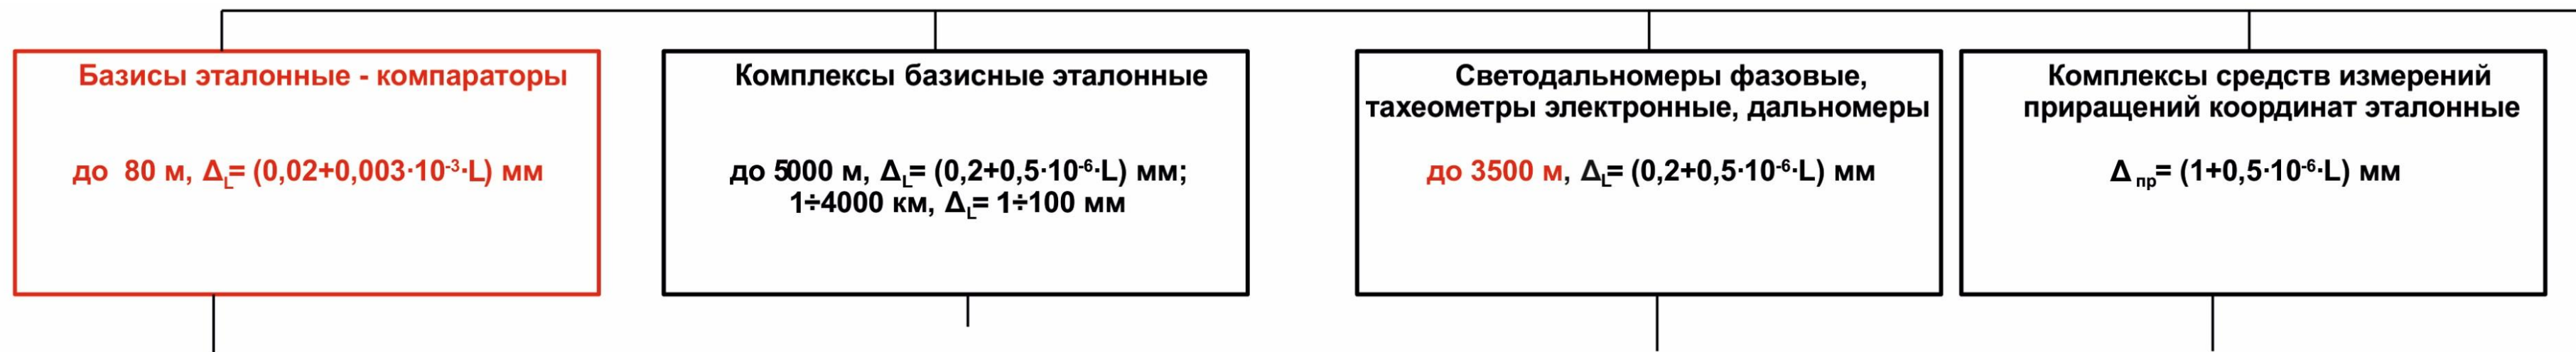 Базисы эталонные - компараторы
до 80 м, ΔL= (0,02+0,003·10-3·L) мм
Комплексы базисные эталонные
до 5000 м, ΔL= (0,2+0,5·10-6·L) мм;
1÷4000 км, ΔL= 1÷100 мм
Светодальномеры фазовые,
тахеометры электронные, дальномеры
до 3500 м, ΔL= (0,2+0,5·10-6·L) мм
Комплексы средств измерений
приращений координат эталонные
Δ пр= (1+0,5·10-6·L) мм